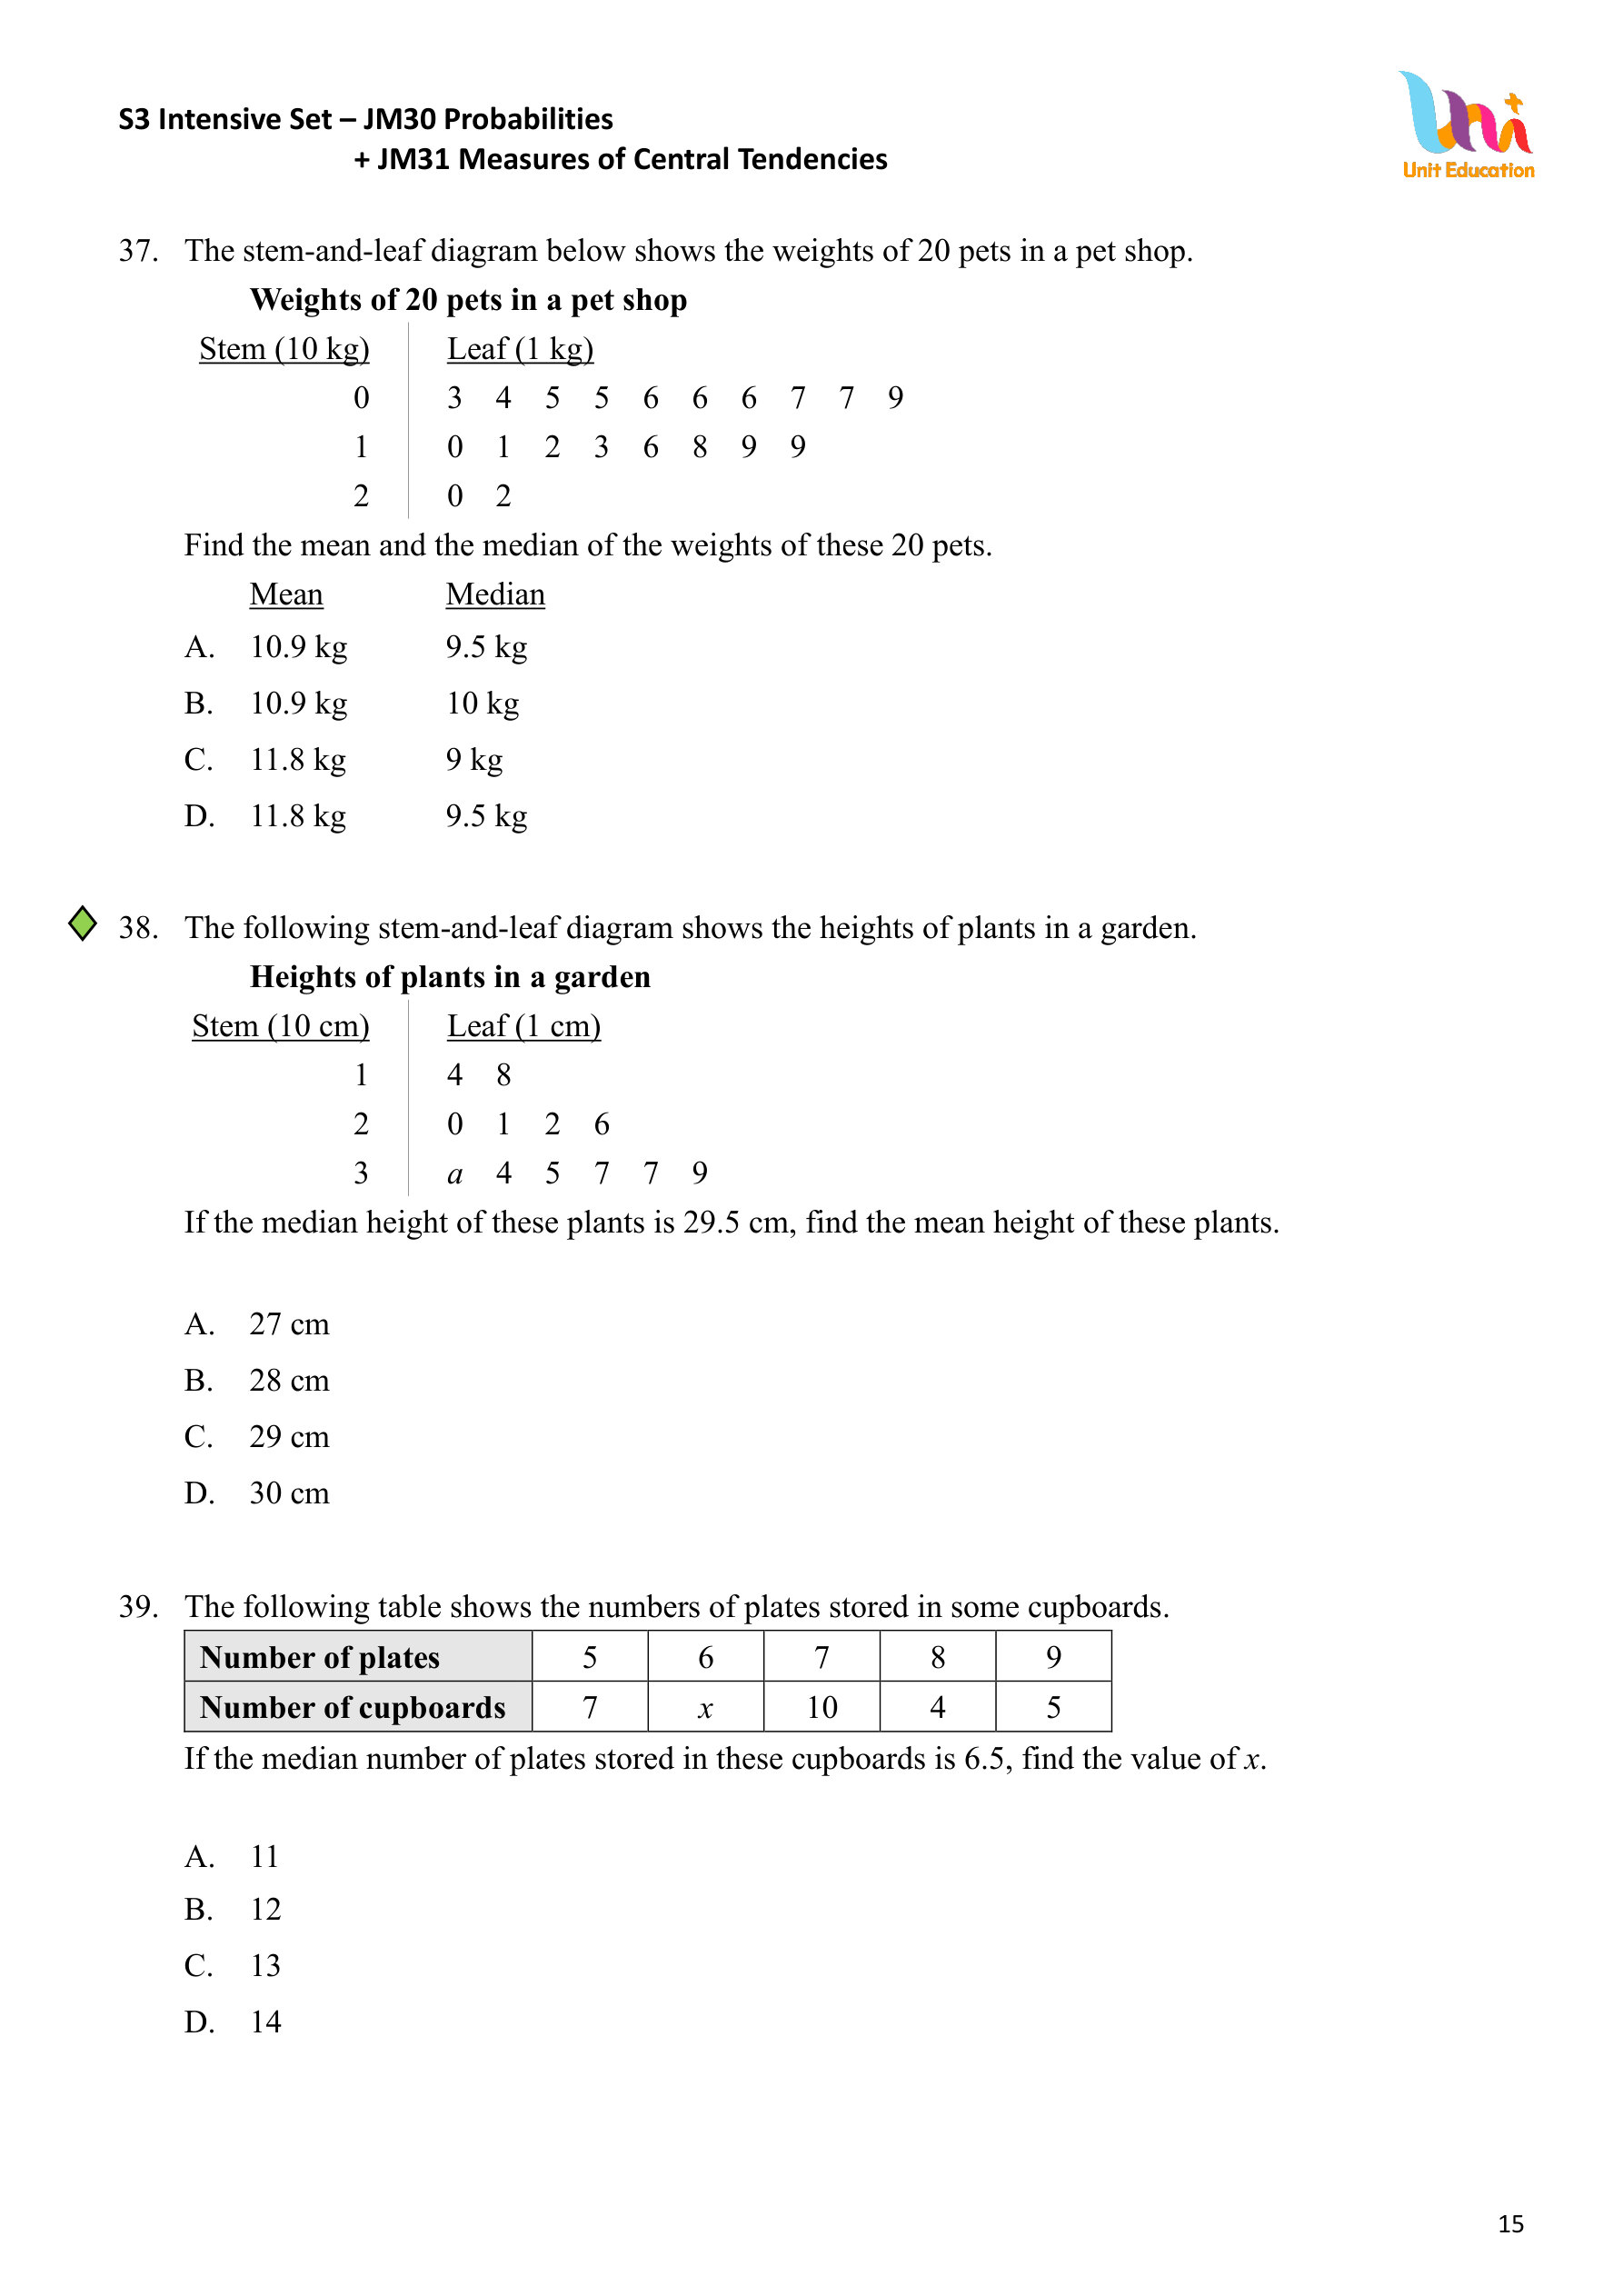 S3 Intensive Set – JM30 Probabilities
+ JM31 Measures of Central Tendencies
Unit Education
37. The stem-and-leaf diagram below shows the weights of 20 pets in a pet shop.
Weights of 20 pets in a pet shop
Stem (10 kg) Leaf (1 kg)
0 3 4 5 5 6 6 6 7 7 9
1 0 1 2 3 6 8 9 9
2 0 2
Find the mean and the median of the weights of these 20 pets.
Mean Median
A. 10.9 kg 9.5 kg
B. 10.9 kg 10 kg
C. 11.8 kg 9 kg
D. 11.8 kg 9.5 kg
38. The following stem-and-leaf diagram shows the heights of plants in a garden.
Heights of plants in a garden
Stem (10 cm) Leaf (1 cm)
1 4 8
2 0 1 2 6
3 a 4 5 7 7 9
If the median height of these plants is 29.5 cm, find the mean height of these plants.
A. 27 cm
B. 28 cm
C. 29 cm
D. 30 cm
39. The following table shows the numbers of plates stored in some cupboards.
Number of plates 5 6 7 8 9
Number of cupboards 7 x 10 4 5
If the median number of plates stored in these cupboards is 6.5, find the value of x.
A. 11
B. 12
C. 13
D. 14
15